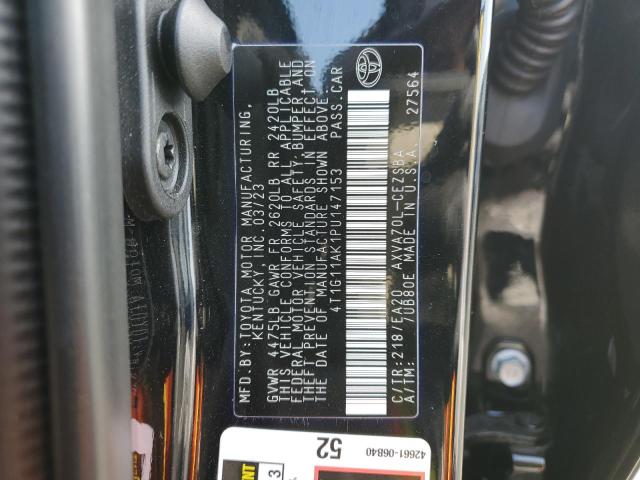 MFD.BY:TOYOTA MOTOR MANUFACTURING,
KENTUCKY,INC.03/23
GVWR 4475LB GAWR FR 2620LB RR 2420LB
THIS VEHICLE CONFORMS TO ALL APPLICABLE
FEDERAL MOTOR VEHICLE SAFETY, BUMPER, AND
THEFT PREVENTION STANDARDS IN EFFECT ON
THE DATE OF MANUFACTURE SHOWN ABOVE.
4T1G11AK1PU147153 PASS.CAR
C/TR:218/EA20 AXVA70L-CEZSBA
A/TM: /UB80E MADE IN U.S.A. 27564
52
42661-06840
3